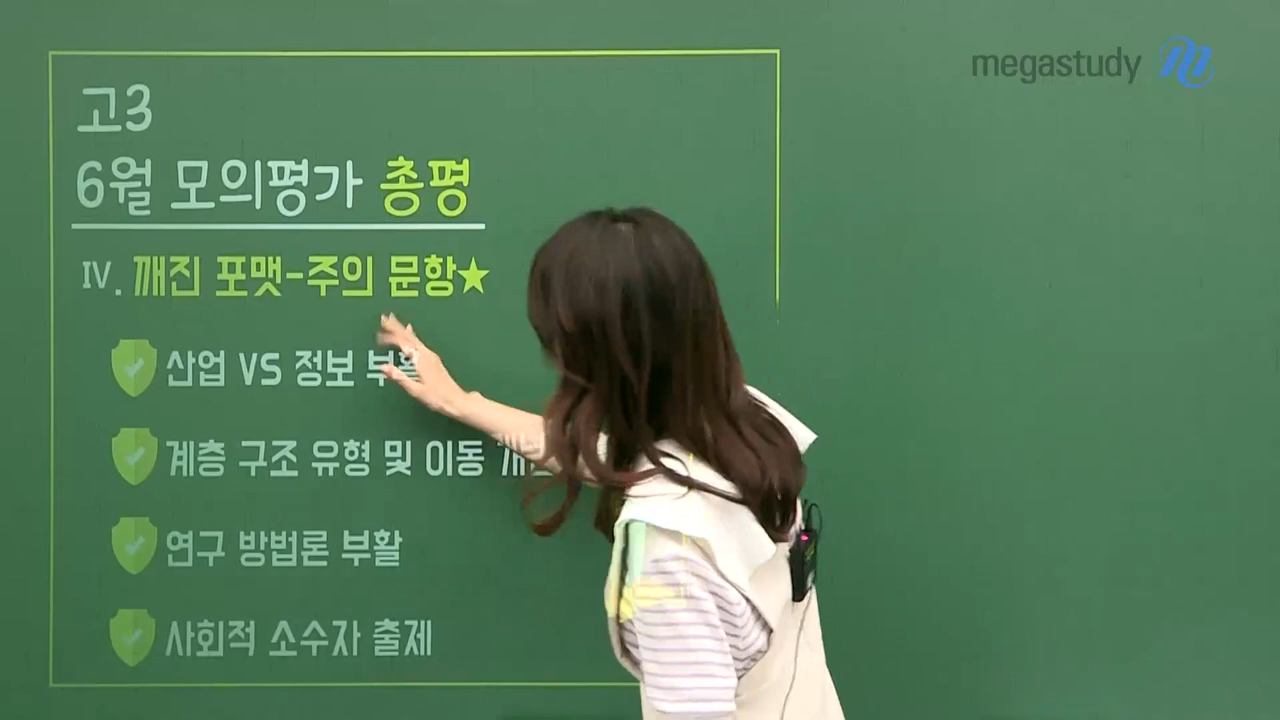 megastudy
고3
6월 모의평가 총평
Ⅳ. 깨진 포맷-주의 문항★
산업 VS 정보 부활
계층 구조 유형 및 이동
연구 방법론 부활
사회적 소수자 출제